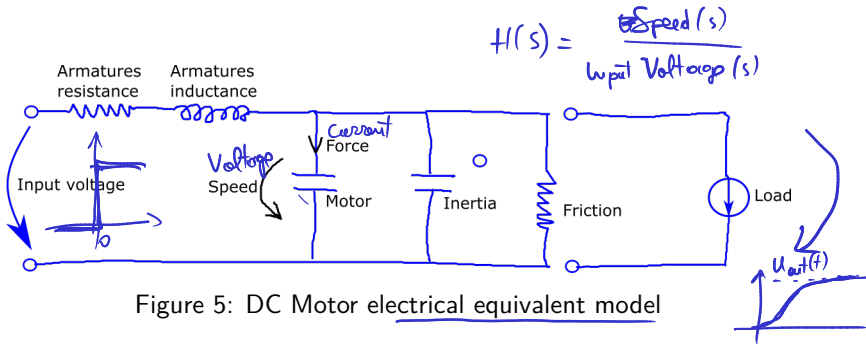 H(s) = Speed(s)
Input Voltage(s)
Armatures
resistance
Armatures
inductance
Current
Force
Voltage
Speed
Input voltage
Motor
Inertia
Friction
Load
0
Uout(t)
Figure 5: DC Motor electrical equivalent model